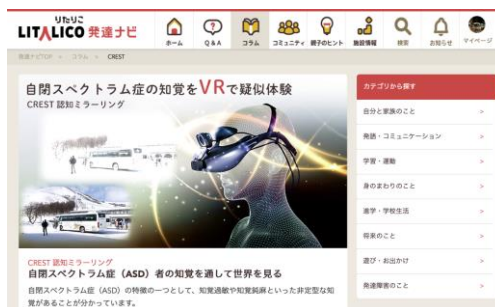 りたりこ
LITALICO 発達ナビ
ホーム
Q & A
コラム
コミュニティ
親子のヒント
施設情報
検索
お知らせ
マイページ
発達ナビTOP > コラム > CREST
自閉スペクトラム症の知覚をVRで疑似体験
CREST 認知ミラーリング
カテゴリから探す
自分と家族のこと >
発語・コミュニケーション >
学習・運動 >
身のまわりのこと >
進学・学校生活 >
将来のこと >
遊び・お出かけ >
発達障害のこと >
CREST 認知ミラーリング
自閉スペクトラム症（ASD）者の知覚を通して世界を見る
自閉スペクトラム症（ASD）の特徴の一つとして、知覚過敏や知覚鈍麻といった非定型な知
覚があることが分かっています。